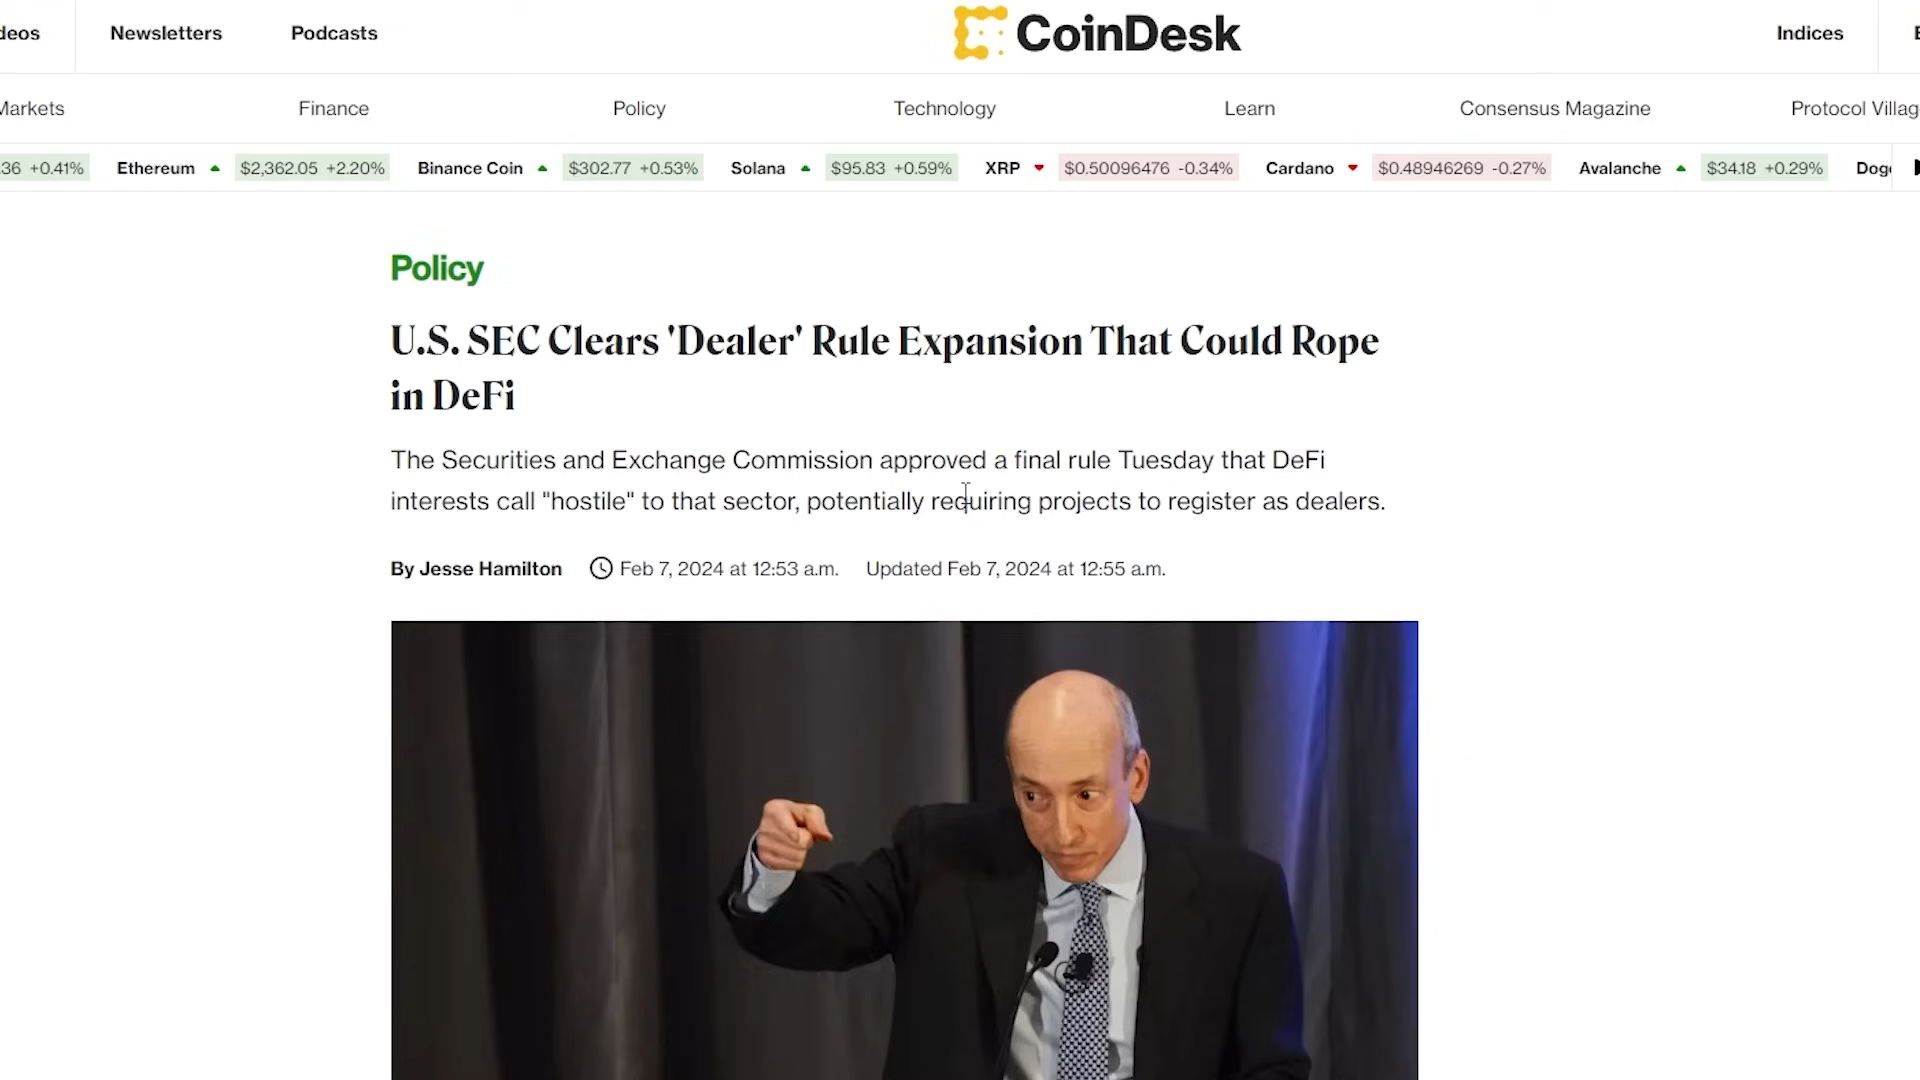 deos Newsletters Podcasts CoinDesk Indices
Markets Finance Policy Technology Learn Consensus Magazine Protocol Villag
36 +0.41% Ethereum $2,362.05 +2.20% Binance Coin $302.77 +0.53% Solana $95.83 +0.59% XRP $0.50096476 -0.34% Cardano $0.48946269 -0.27% Avalanche $34.18 +0.29% Dog
Policy
U.S. SEC Clears 'Dealer' Rule Expansion That Could Rope
in DeFi
The Securities and Exchange Commission approved a final rule Tuesday that DeFi
interests call "hostile" to that sector, potentially requiring projects to register as dealers.
By Jesse Hamilton Feb 7, 2024 at 12:53 a.m. Updated Feb 7, 2024 at 12:55 a.m.